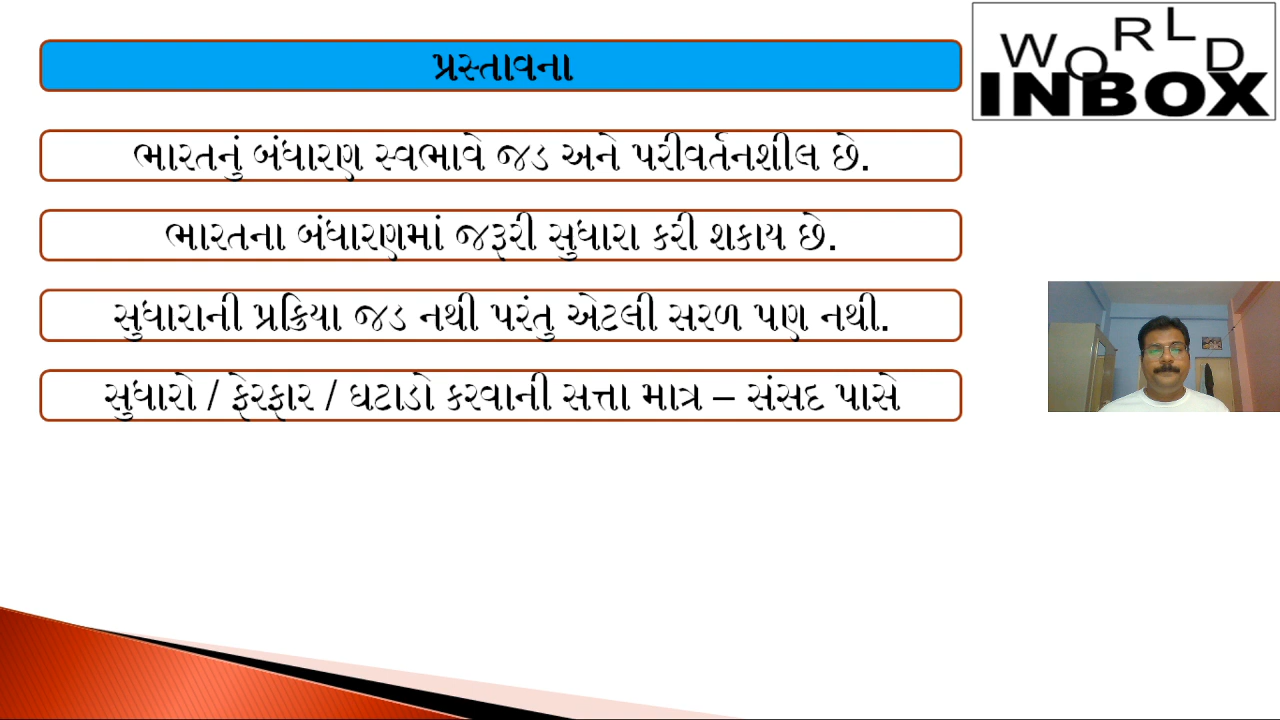 WORLD
INBOX
પ્રસ્તાવના
ભારતનું બંધારણ સ્વભાવે જડ અને પરીવર્તનશીલ છે.
ભારતના બંધારણમાં જરૂરી સુધારા કરી શકાય છે.
સુધારાની પ્રક્રિયા જડ નથી પરંતુ એટલી સરળ પણ નથી.
સુધારો / ફેરફાર / ઘટાડો કરવાની સત્તા માત્ર – સંસદ પાસે